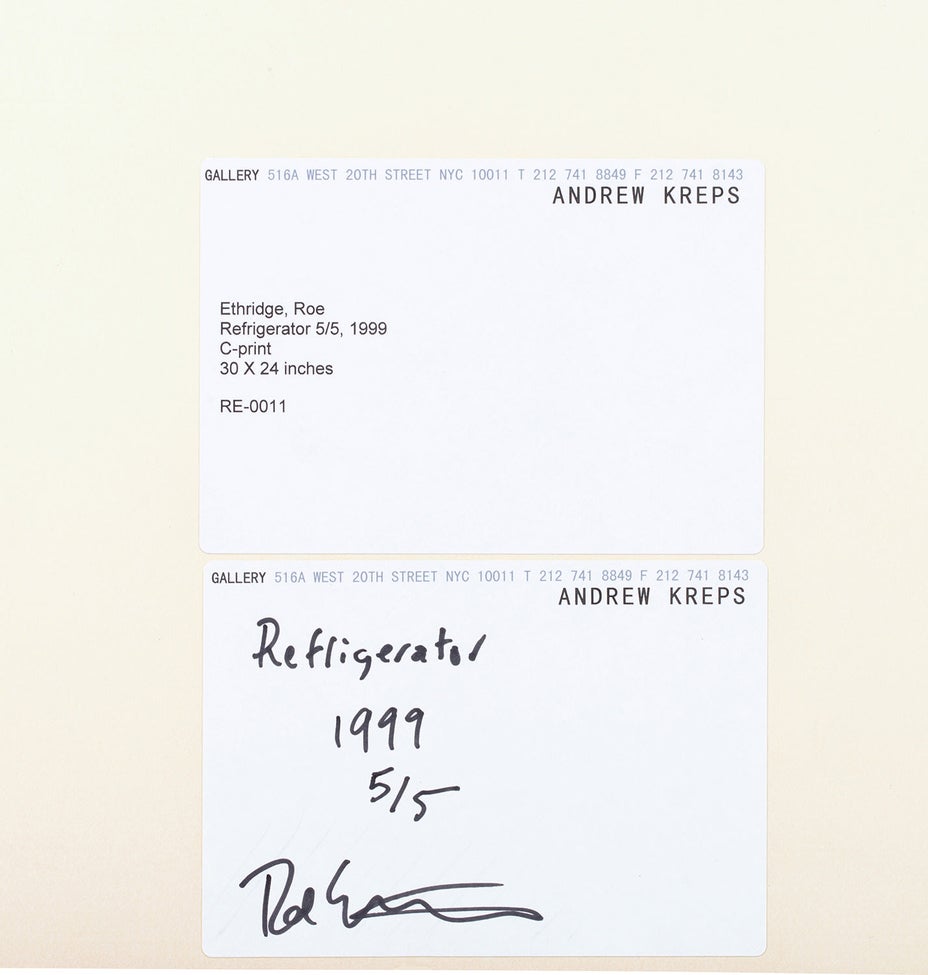 GALLERY 516A WEST 20TH STREET NYC 10011 T 212 741 8849 F 212 741 8143
ANDREW KREPS
Ethridge, Roe
Refrigerator 5/5, 1999
C-print
30 X 24 inches
RE-0011
GALLERY 516A WEST 20TH STREET NYC 10011 T 212 741 8849 F 212 741 8143
ANDREW KREPS
Refrigerator
1999
5/5